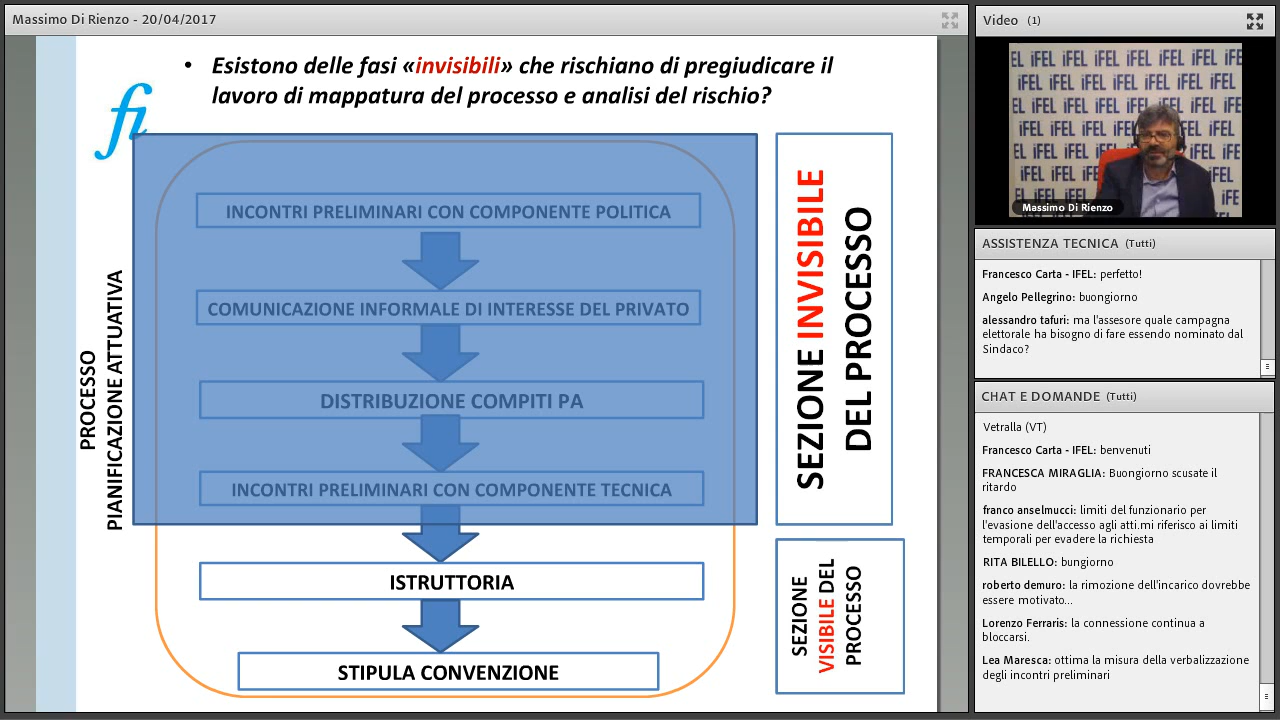 Massimo Di Rienzo - 20/04/2017
• Esistono delle fasi «invisibili» che rischiano di pregiudicare il
lavoro di mappatura del processo e analisi del rischio?
fi
PROCESSO
PIANIFICAZIONE ATTUATIVA
INCONTRI PRELIMINARI CON COMPONENTE POLITICA
COMUNICAZIONE INFORMALE DI INTERESSE DEL PRIVATO
DISTRIBUZIONE COMPITI PA
INCONTRI PRELIMINARI CON COMPONENTE TECNICA
ISTRUTTORIA
STIPULA CONVENZIONE
SEZIONE INVISIBILE
DEL PROCESSO
SEZIONE
VISIBILE DEL
PROCESSO
Video (1)
iFEL iFEL iFEL iFEL
Massimo Di Rienzo
ASSISTENZA TECNICA (Tutti)
Francesco Carta - IFEL: perfetto!
Angelo Pellegrino: buongiorno
alessandro tafuri: ma l'assesore quale campagna
elettorale ha bisogno di fare essendo nominato dal
Sindaco?
CHAT E DOMANDE (Tutti)
Vetralla (VT)
Francesco Carta - IFEL: benvenuti
FRANCESCA MIRAGLIA: Buongiorno scusate il
ritardo
franco anselmucci: limiti del funzionario per
l'evasione dell'accesso agli atti.mi riferisco ai limiti
temporali per evadere la richiesta
RITA BILELLO: bungiorno
roberto demuro: la rimozione dell'incarico dovrebbe
essere motivato...
Lorenzo Ferraris: la connessione continua a
bloccarsi.
Lea Maresca: ottima la misura della verbalizzazione
degli incontri preliminari